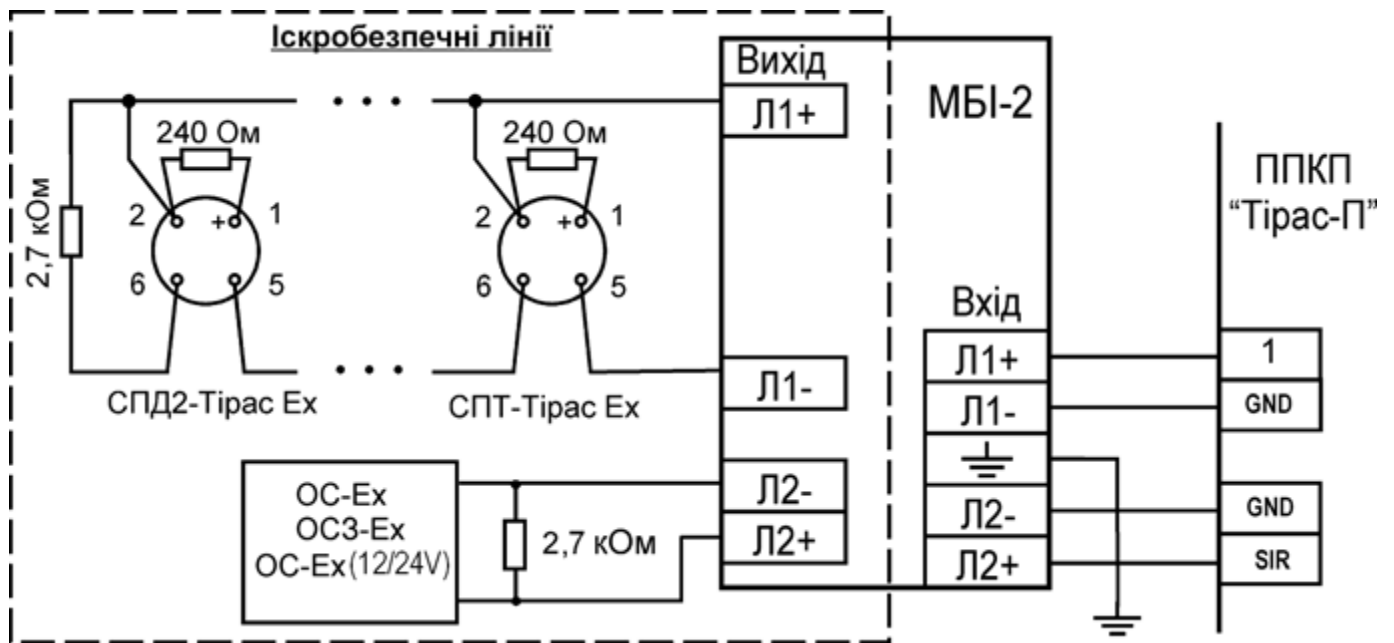 Іскробезпечні лінії
Вихід
МБІ-2
Л1+
240 Ом
240 Ом
2
+
1
2
+
1
2,7 кОм
6
5
6
5
ППКП
“Тірас-П”
Вхід
Л1+
1
Л1-
GND
СПД2-Тірас Ех
СПТ-Тірас Ех
Л1-
ОС-Ех
ОСЗ-Ех
ОС-Ех(12/24V)
2,7 кОм
Л2-
Л2+
Л2-
GND
Л2+
SIR